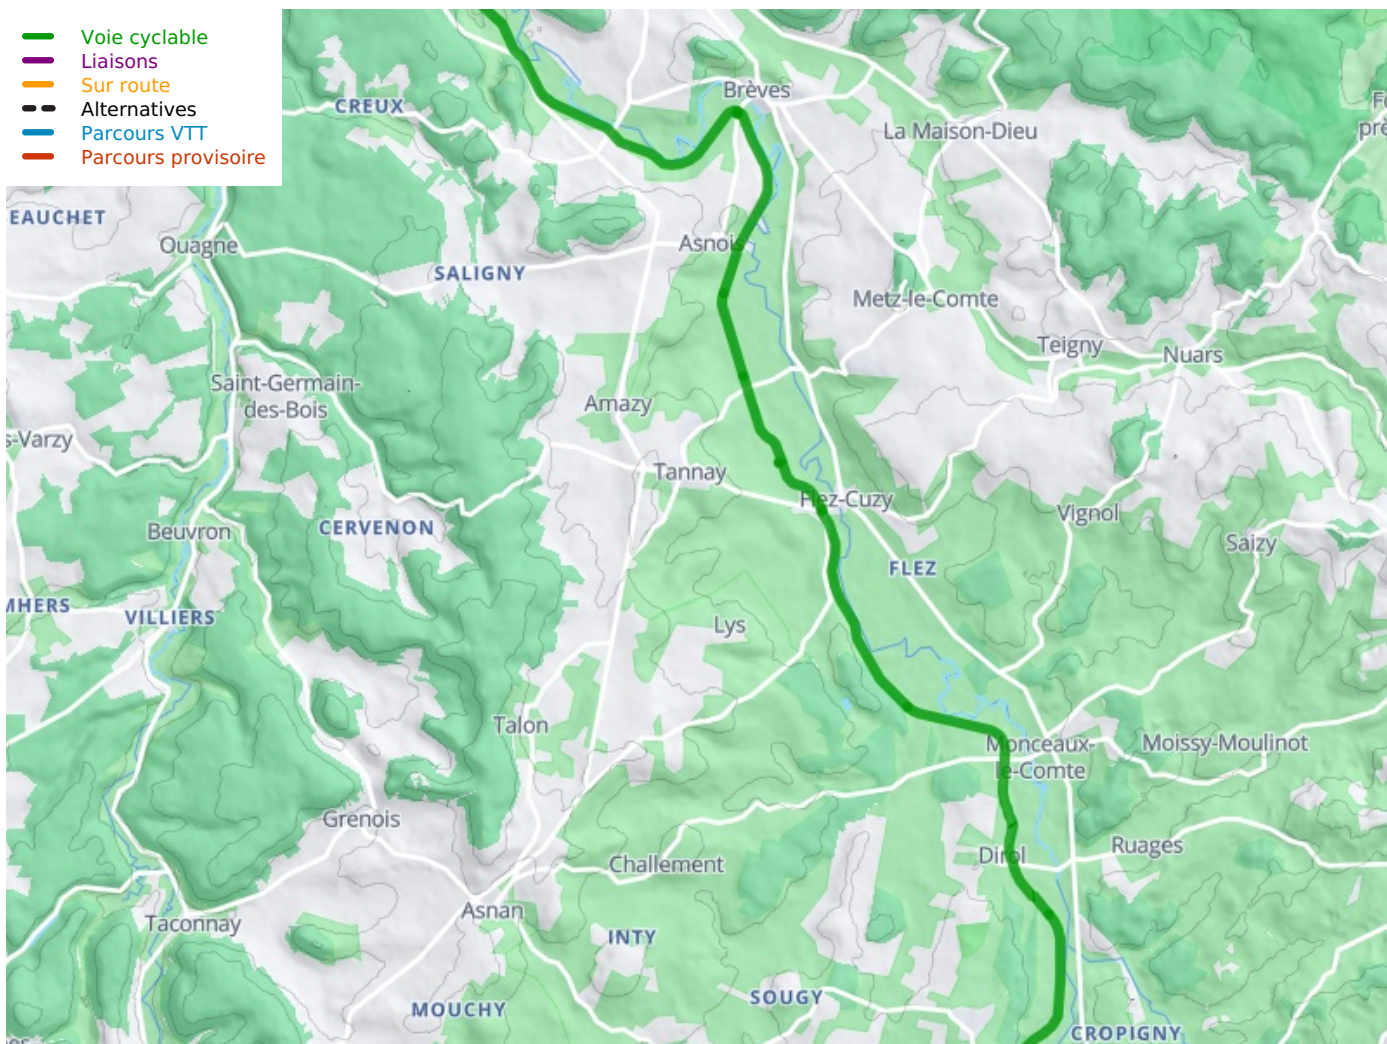 Voie cyclable
Liaisons
Sur route
Alternatives
Parcours VTT
Parcours provisoire
Brèves
CREUX
La Maison-Dieu
EAUCHET
Ouagne
Asnois
SALIGNY
Metz-le-Comte
Teigny
Nuars
Saint-Germain-
des-Bois
Amazy
s-Varzy
Tannay
Flez-Cuzy
Vignol
CERVENON
Beuvron
Saizy
FLEZ
MHERS
VILLIERS
Lys
Talon
Monceaux-
le-Comte
Moissy-Moulinot
Grenois
Dirol
Ruages
Challement
Asnan
Taconnay
INTY
SOUGY
MOUCHY
CROPIGNY